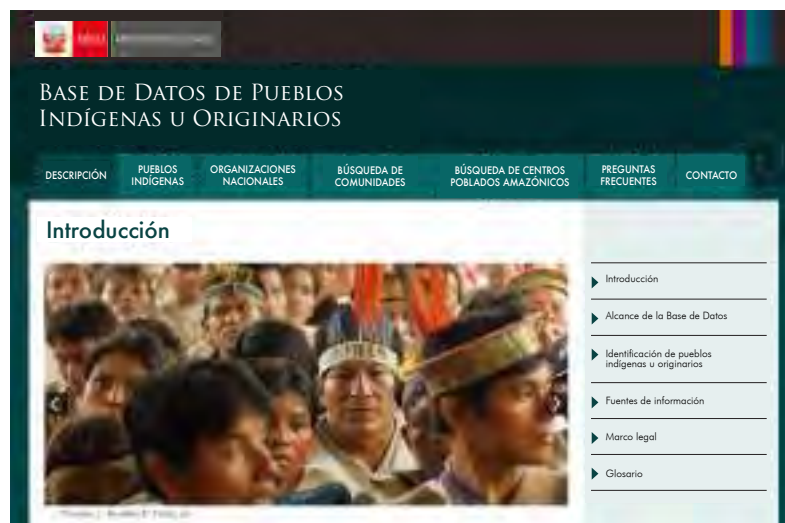 BASE DE DATOS DE PUEBLOS
INDÍGENAS U ORIGINARIOS
DESCRIPCIÓN
PUEBLOS
INDÍGENAS
ORGANIZACIONES
NACIONALES
BÚSQUEDA DE
COMUNIDADES
BÚSQUEDA DE CENTROS
POBLADOS AMAZÓNICOS
PREGUNTAS
FRECUENTES
CONTACTO
Introducción
Introducción
Alcance de la Base de Datos
Identificación de pueblos
indígenas u originarios
Fuentes de información
Marco legal
Glosario